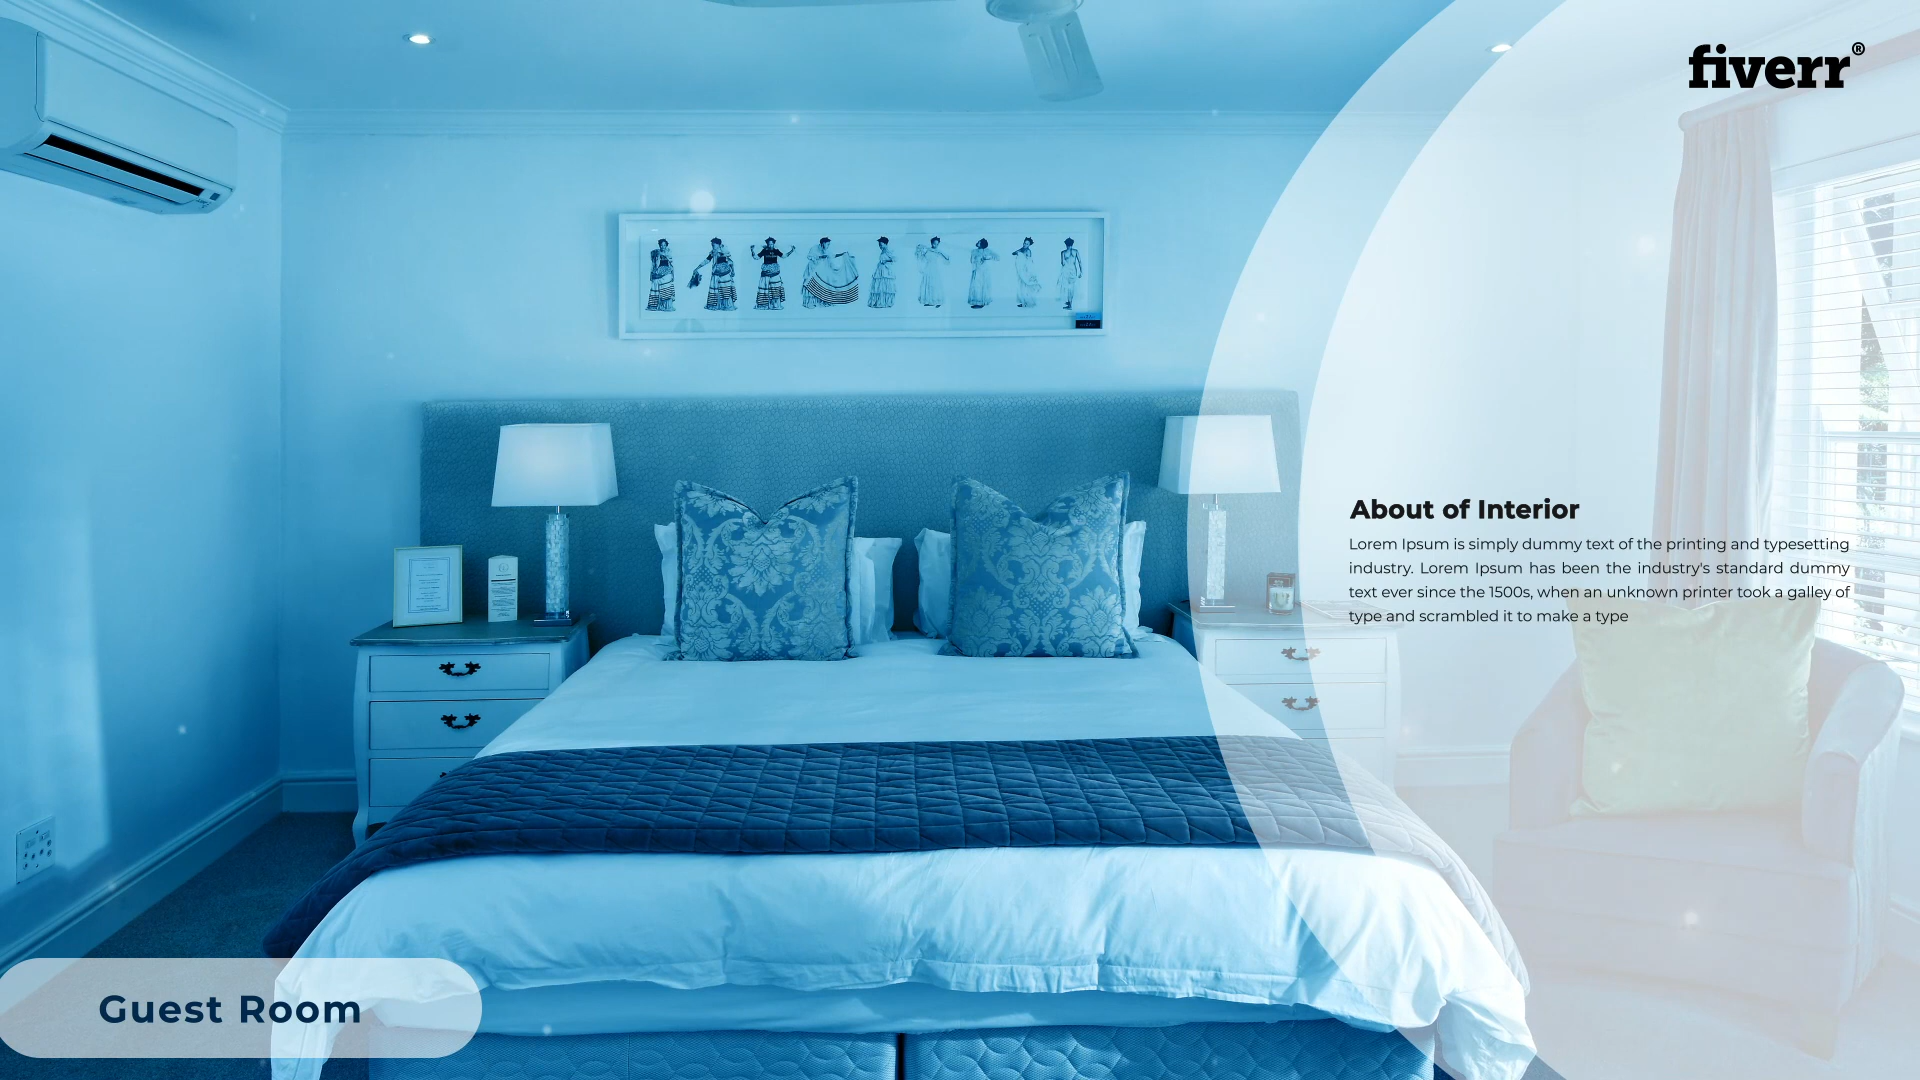 fiverr®
About of Interior
Lorem Ipsum is simply dummy text of the printing and typesetting
industry. Lorem Ipsum has been the industry's standard dummy
text ever since the 1500s, when an unknown printer took a galley of
type and scrambled it to make a type
Guest Room